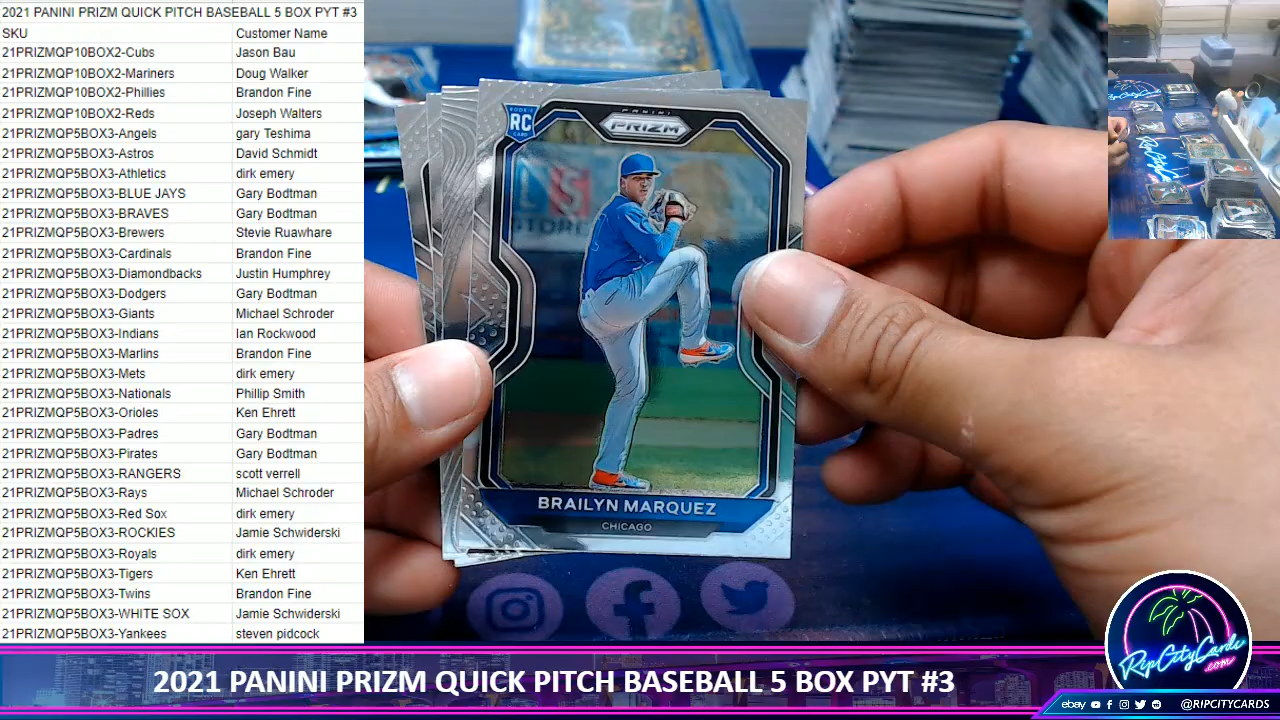 2021 PANINI PRIZM QUICK PITCH BASEBALL 5 BOX PYT #3
SKU Customer Name
21PRIZMQP10BOX2-Cubs Jason Bau
21PRIZMQP10BOX2-Mariners Doug Walker
21PRIZMQP10BOX2-Phillies Brandon Fine
21PRIZMQP10BOX2-Reds Joseph Walters
21PRIZMQP5BOX3-Angels gary Teshima
21PRIZMQP5BOX3-Astros David Schmidt
21PRIZMQP5BOX3-Athletics dirk emery
21PRIZMQP5BOX3-BLUE JAYS Gary Bodtman
21PRIZMQP5BOX3-BRAVES Gary Bodtman
21PRIZMQP5BOX3-Brewers Stevie Ruawhare
21PRIZMQP5BOX3-Cardinals Brandon Fine
21PRIZMQP5BOX3-Diamondbacks Justin Humphrey
21PRIZMQP5BOX3-Dodgers Gary Bodtman
21PRIZMQP5BOX3-Giants Michael Schroder
21PRIZMQP5BOX3-Indians Ian Rockwood
21PRIZMQP5BOX3-Marlins Brandon Fine
21PRIZMQP5BOX3-Mets dirk emery
21PRIZMQP5BOX3-Nationals Phillip Smith
21PRIZMQP5BOX3-Orioles Ken Ehrett
21PRIZMQP5BOX3-Padres Gary Bodtman
21PRIZMQP5BOX3-Pirates Gary Bodtman
21PRIZMQP5BOX3-RANGERS scott verrell
21PRIZMQP5BOX3-Rays Michael Schroder
21PRIZMQP5BOX3-Red Sox dirk emery
21PRIZMQP5BOX3-ROCKIES Jamie Schwiderski
21PRIZMQP5BOX3-Royals dirk emery
21PRIZMQP5BOX3-Tigers Ken Ehrett
21PRIZMQP5BOX3-Twins Brandon Fine
21PRIZMQP5BOX3-WHITE SOX Jamie Schwiderski
21PRIZMQP5BOX3-Yankees steven pidcock
ROOKIE
RC
CARD
PANINI
PRIZM
BRAILYN MARQUEZ
CHICAGO
RipCityCards
.com
2021 PANINI PRIZM QUICK PITCH BASEBALL 5 BOX PYT #3
ebay @RIPCITYCARDS